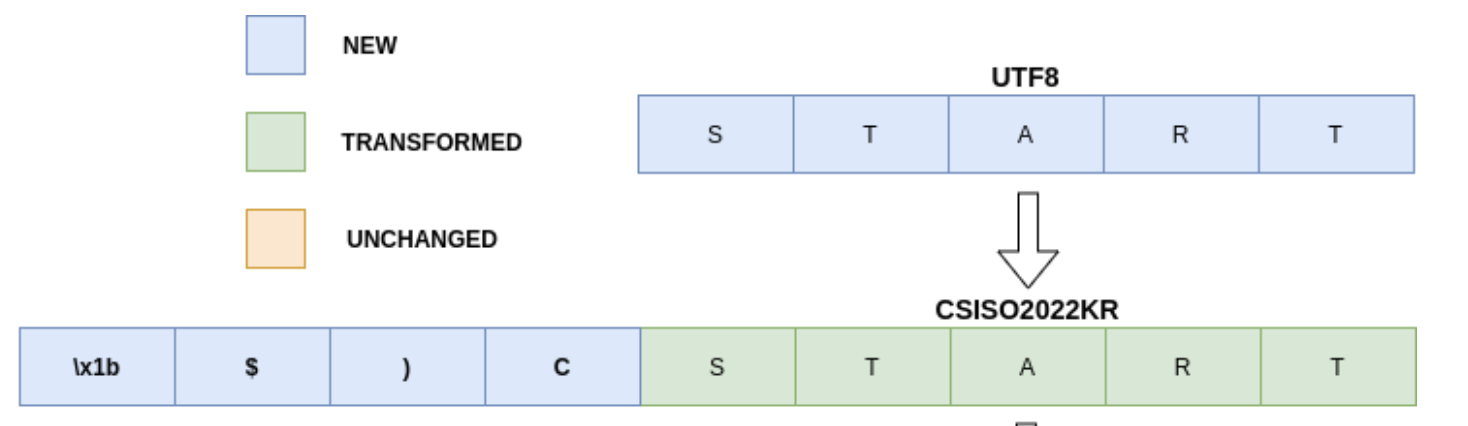 NEW
TRANSFORMED
UNCHANGED
UTF8
S T A R T
CSISO2022KR
\x1b $ ) C S T A R T